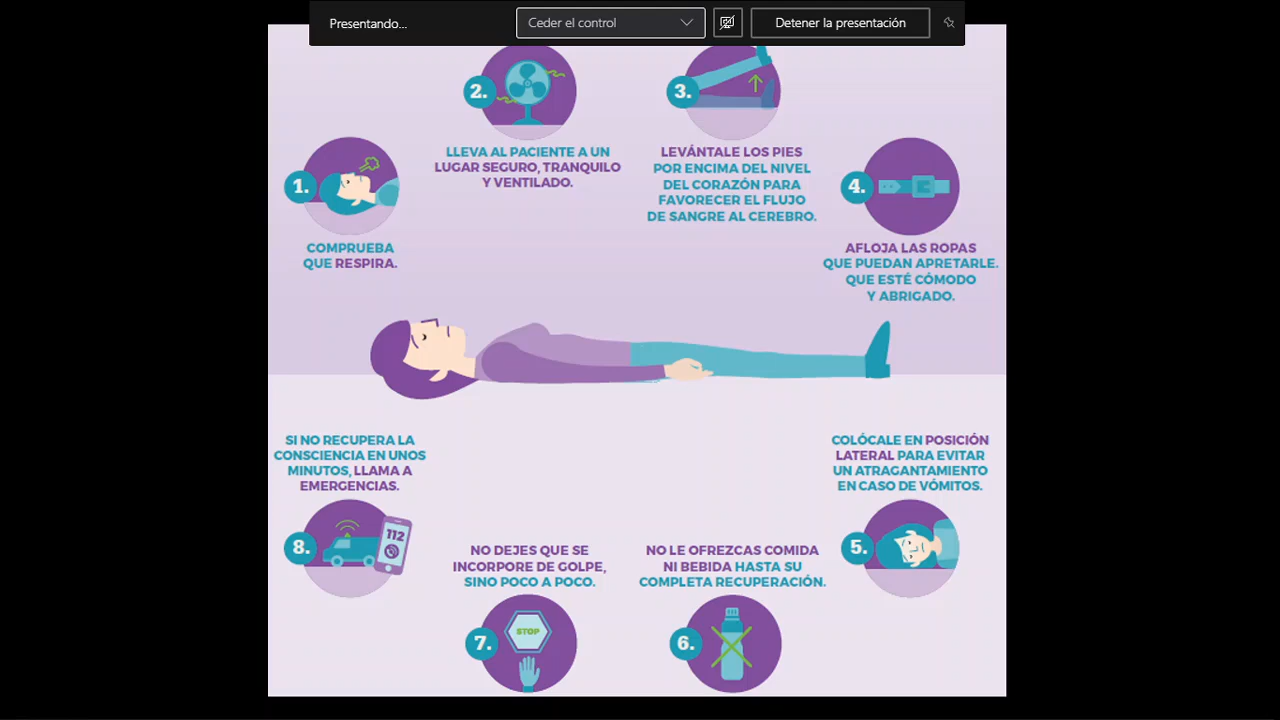 Presentando...
Ceder el control
Detener la presentación
1.
COMPRUEBA
QUE RESPIRA.
2.
LLEVA AL PACIENTE A UN
LUGAR SEGURO, TRANQUILO
Y VENTILADO.
3.
LEVÁNTALE LOS PIES
POR ENCIMA DEL NIVEL
DEL CORAZÓN PARA
FAVORECER EL FLUJO
DE SANGRE AL CEREBRO.
4.
AFLOJA LAS ROPAS
QUE PUEDAN APRETARLE.
QUE ESTÉ CÓMODO
Y ABRIGADO.
COLÓCALE EN POSICIÓN
LATERAL PARA EVITAR
UN ATRAGANTAMIENTO
EN CASO DE VÓMITOS.
5.
NO LE OFREZCAS COMIDA
NI BEBIDA HASTA SU
COMPLETA RECUPERACIÓN.
6.
NO DEJES QUE SE
INCORPORE DE GOLPE,
SINO POCO A POCO.
7.
STOP
SI NO RECUPERA LA
CONSCIENCIA EN UNOS
MINUTOS, LLAMA A
EMERGENCIAS.
8.
112